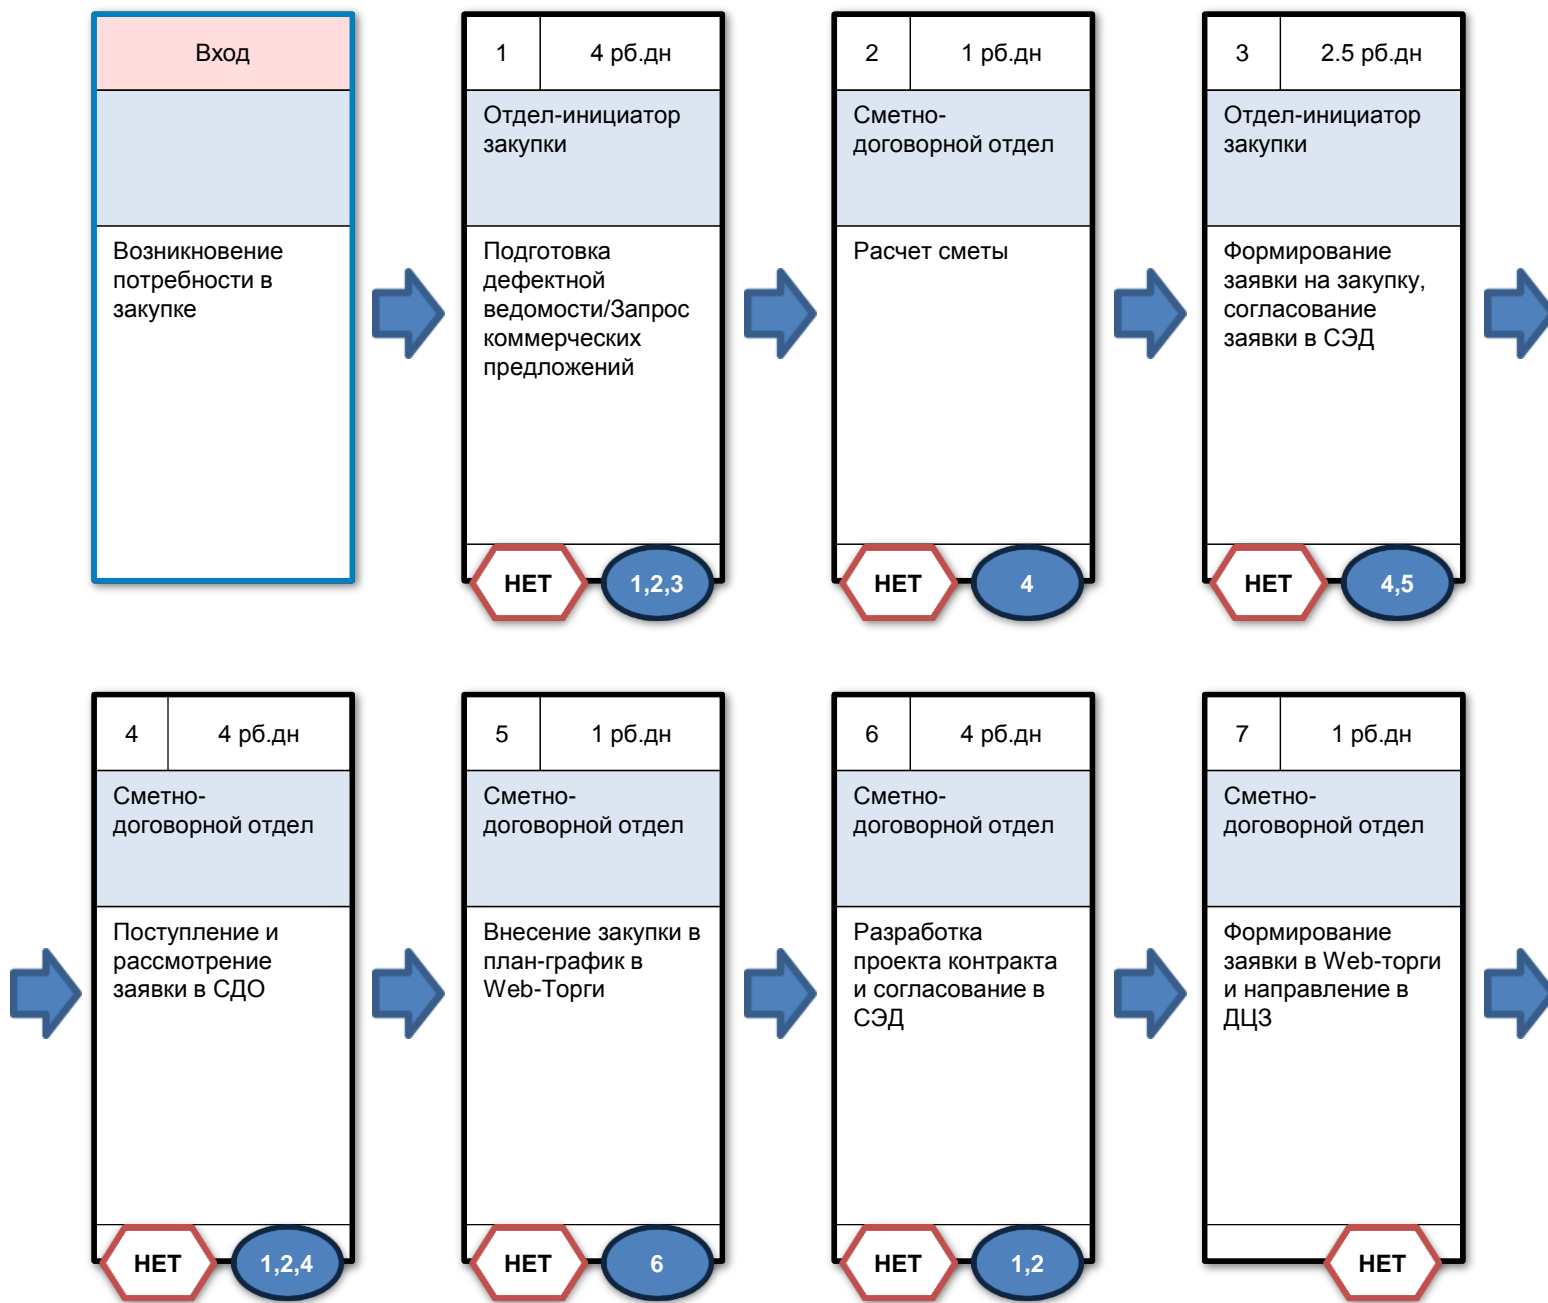 Вход
Возникновение
потребности в
закупке
1
4 рб.дн
Отдел-инициатор
закупки
Подготовка
дефектной
ведомости/Запрос
коммерческих
предложений
НЕТ
1,2,3
2
1 рб.дн
Сметно-
договорной отдел
Расчет сметы
НЕТ
4
3
2.5 рб.дн
Отдел-инициатор
закупки
Формирование
заявки на закупку,
согласование
заявки в СЭД
НЕТ
4,5
4
4 рб.дн
Сметно-
договорной отдел
Поступление и
рассмотрение
заявки в СДО
НЕТ
1,2,4
5
1 рб.дн
Сметно-
договорной отдел
Внесение закупки в
план-график в
Web-Торги
НЕТ
6
6
4 рб.дн
Сметно-
договорной отдел
Разработка
проекта контракта
и согласование в
СЭД
НЕТ
1,2
7
1 рб.дн
Сметно-
договорной отдел
Формирование
заявки в Web-торги
и направление в
ДЦЗ
НЕТ